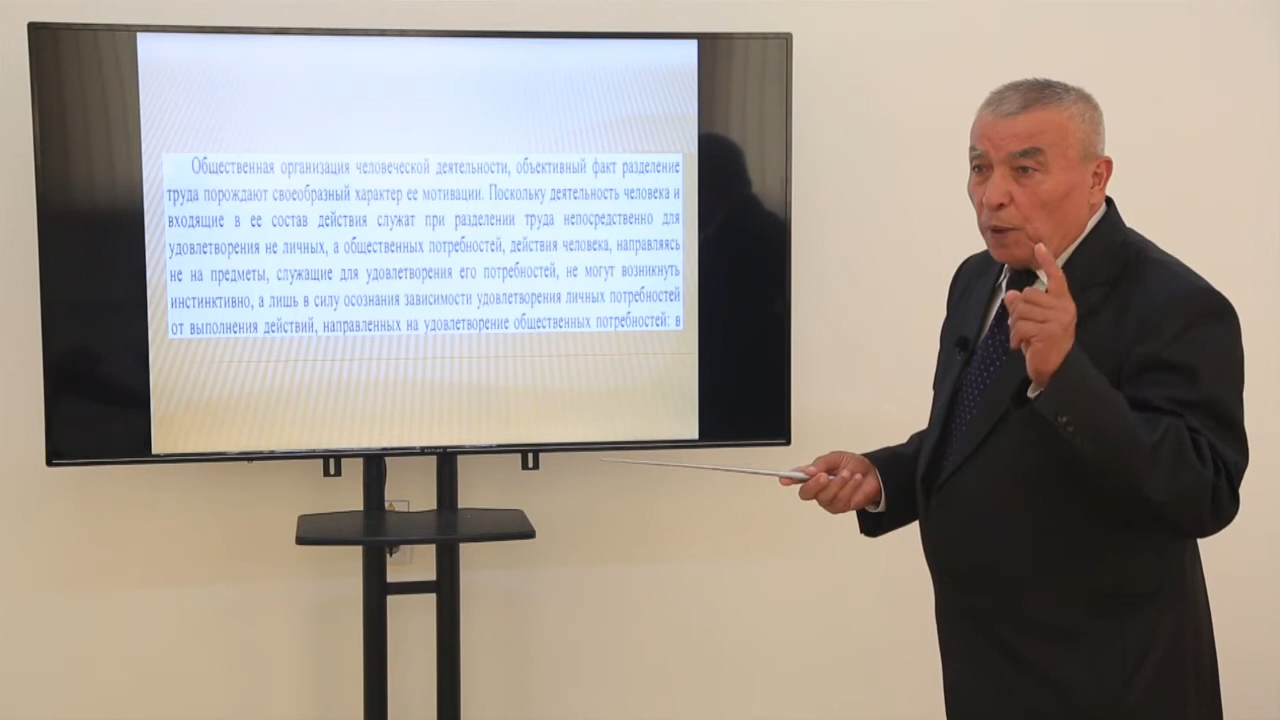 Общественная организация человеческой деятельности, объективный факт разделение
труда порождают своеобразный характер ее мотивации. Поскольку деятельность человека и
входящие в ее состав действия служат при разделении труда непосредственно для
удовлетворения не личных, а общественных потребностей, действия человека, направляясь
не на предметы, служащие для удовлетворения его потребностей, не могут возникнуть
инстинктивно, а лишь в силу осознания зависимости удовлетворения личных потребностей
от выполнения действий, направленных на удовлетворение общественных потребностей: в